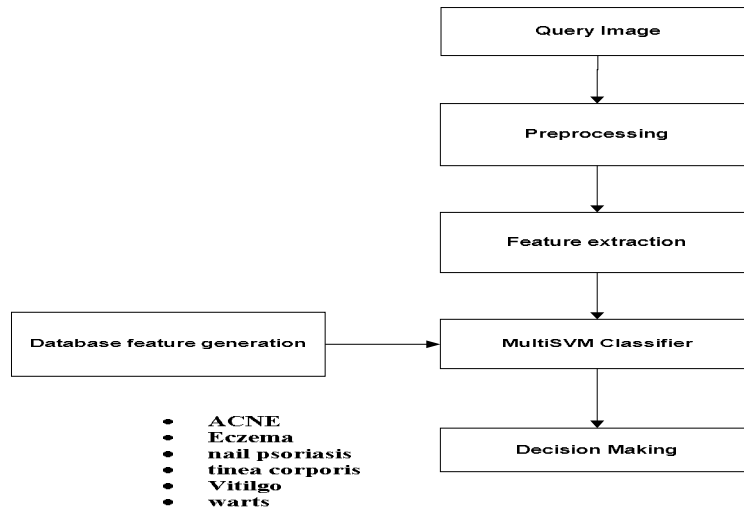 Query Image
Preprocessing
Feature extraction
Database feature generation
MultiSVM Classifier
Decision Making
• ACNE
• Eczema
• nail psoriasis
• tinea corporis
• Vitilgo
• warts